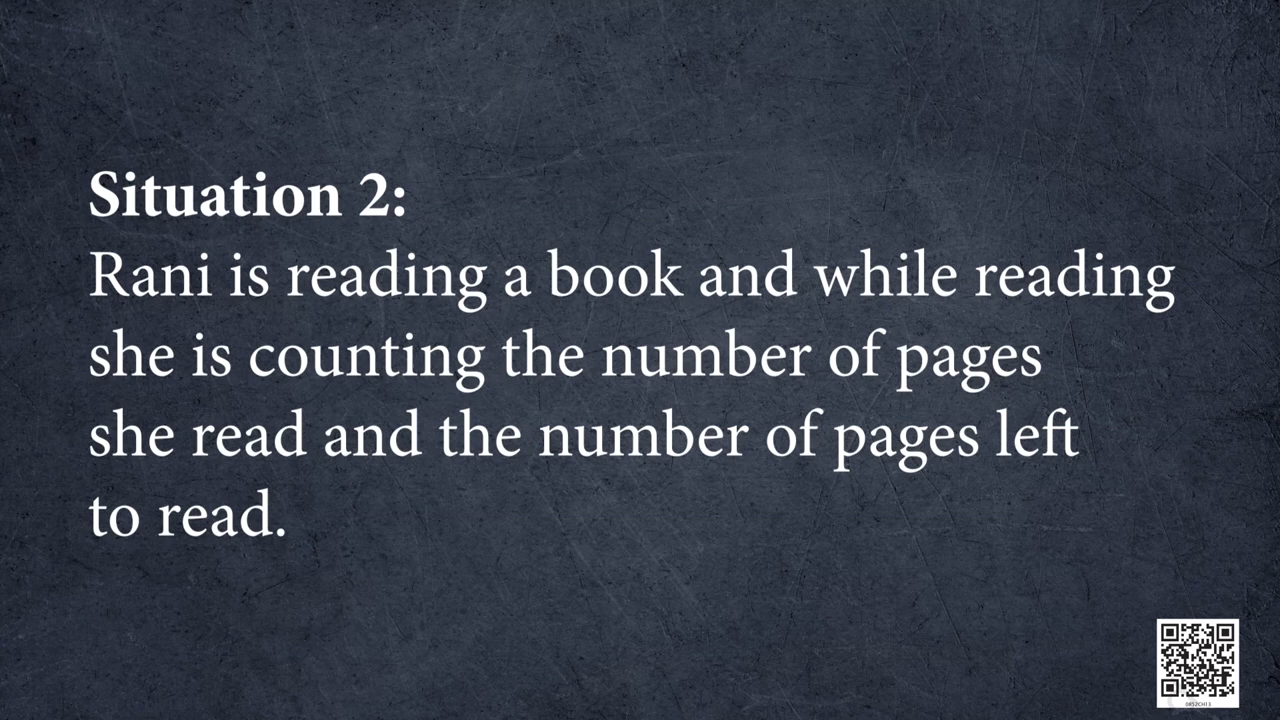 Situation 2:
Rani is reading a book and while reading
she is counting the number of pages
she read and the number of pages left
to read.
0852CH13